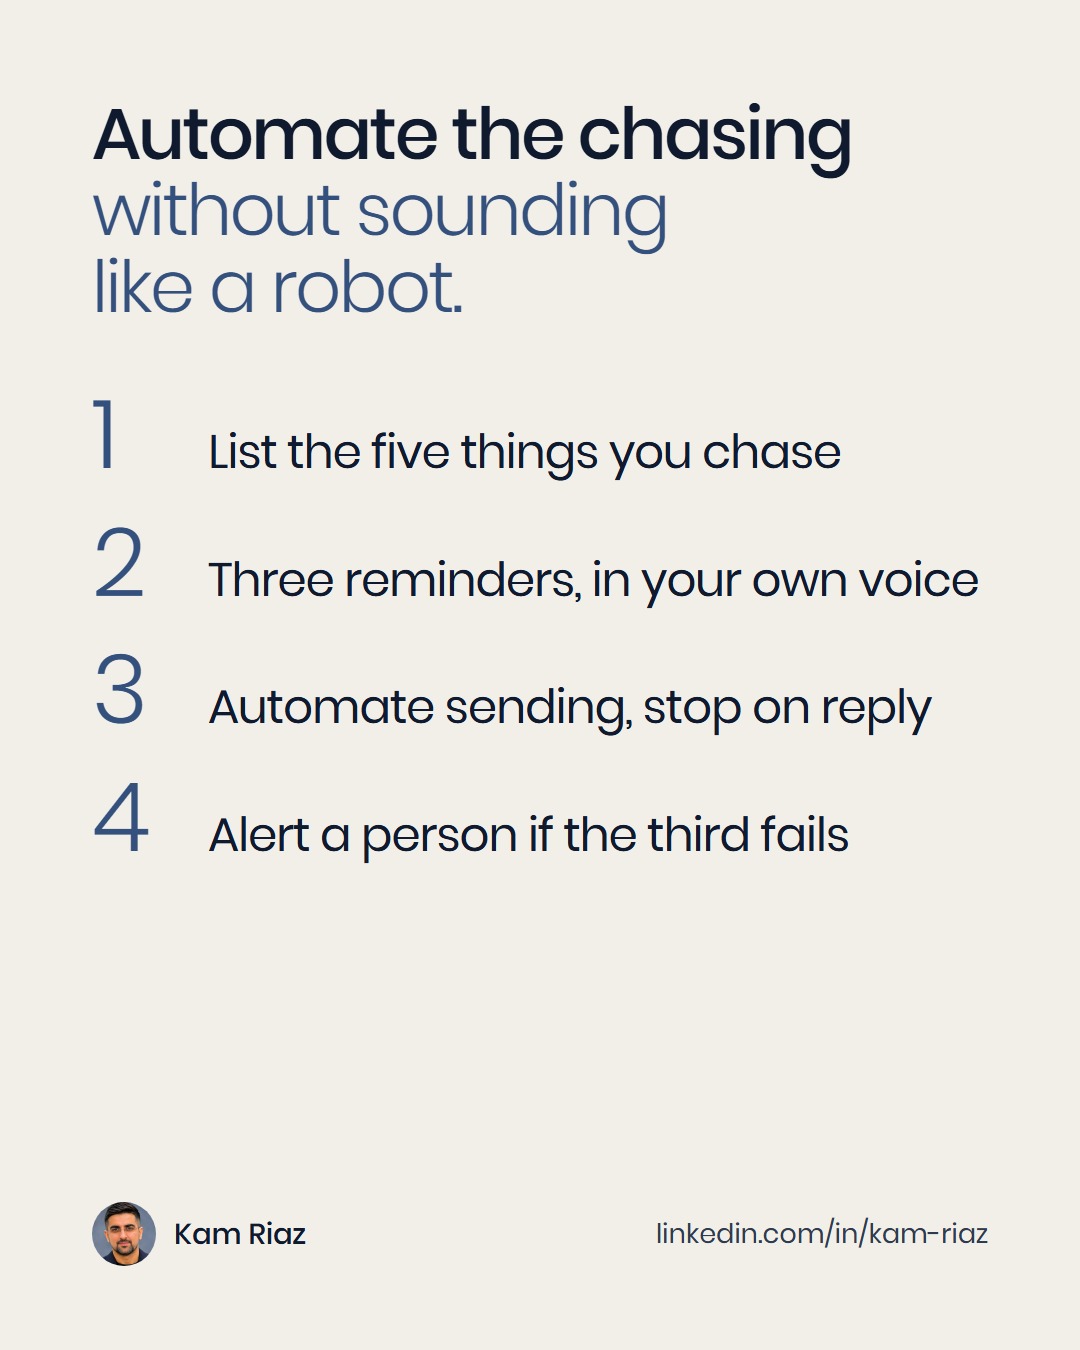 Automate the chasing
without sounding
like a robot.
1 List the five things you chase
2 Three reminders, in your own voice
3 Automate sending, stop on reply
4 Alert a person if the third fails
Kam Riaz linkedin.com/in/kam-riaz